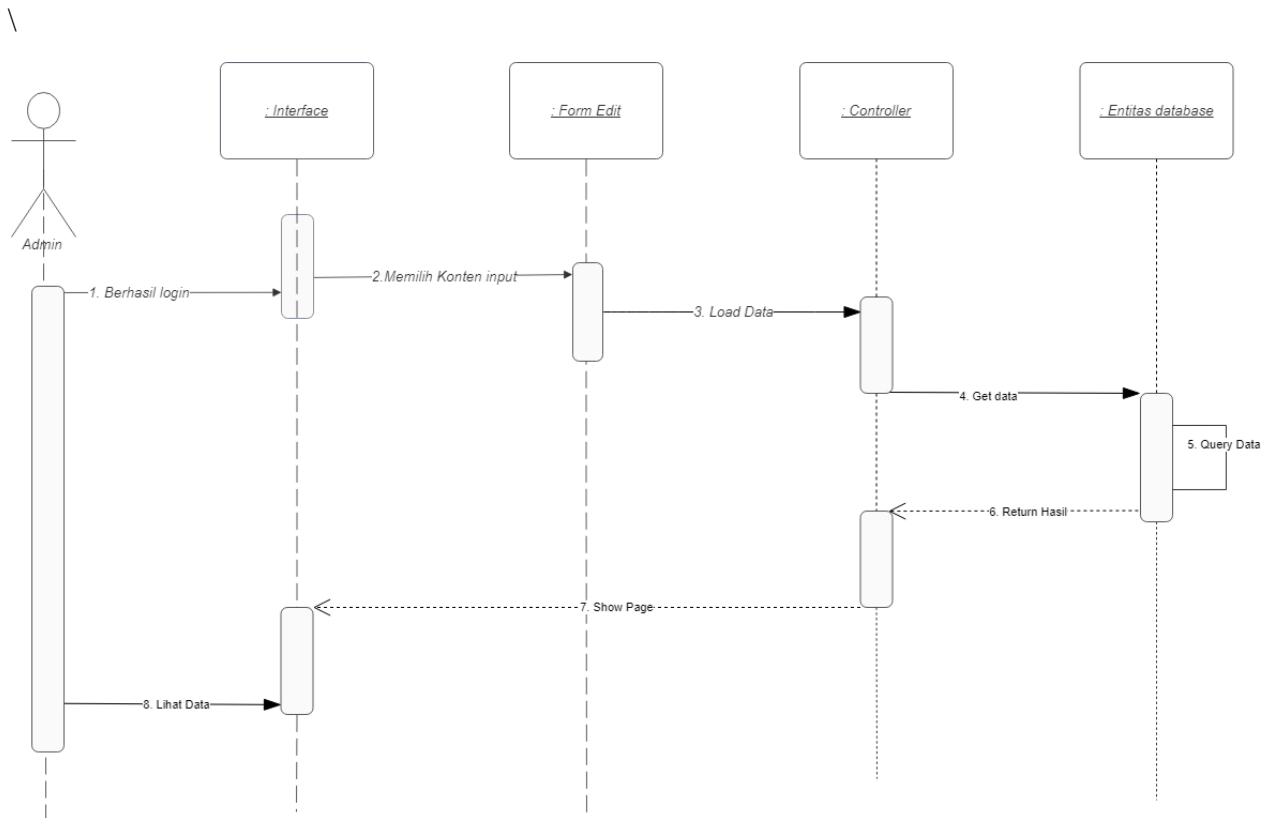 \
: Interface
: Form Edit
: Controller
: Entitas database
Admin
1. Berhasil login
2.Memilih Konten input
3. Load Data
4. Get data
5. Query Data
6. Return Hasil
7. Show Page
8. Lihat Data